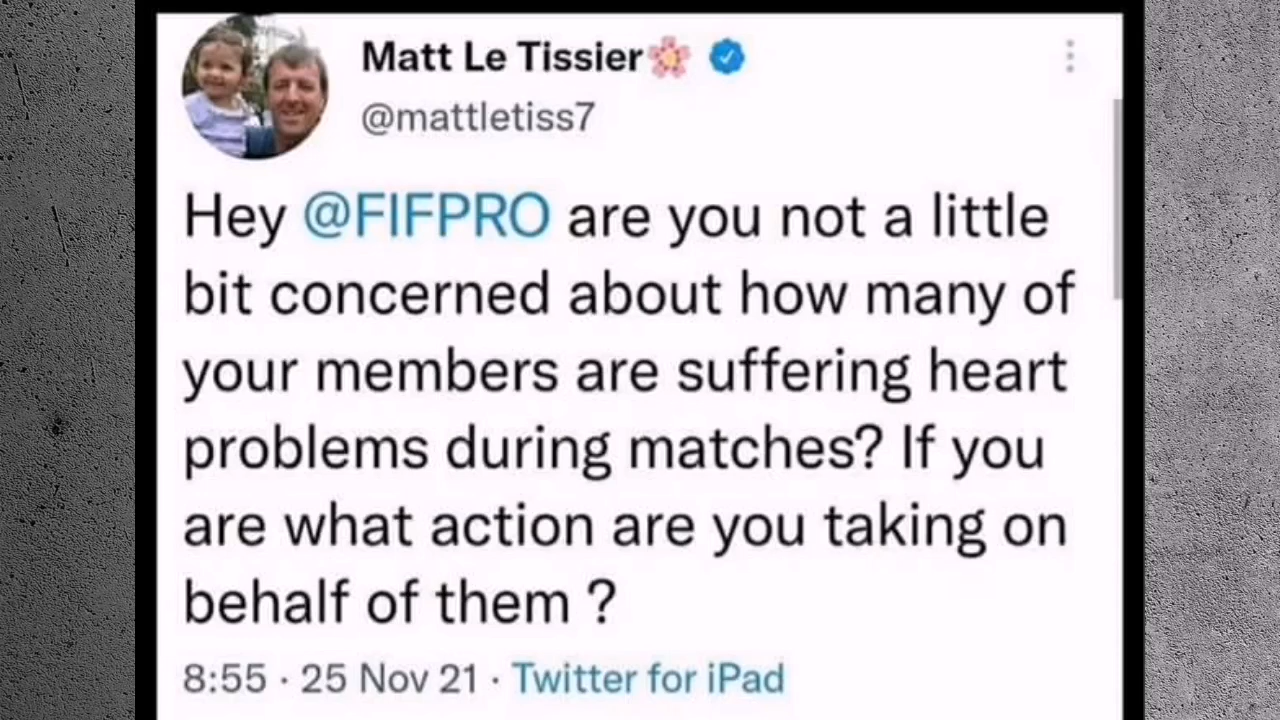 Matt Le Tissier🌸
@mattletiss7
Hey @FIFPRO are you not a little
bit concerned about how many of
your members are suffering heart
problems during matches? If you
are what action are you taking on
behalf of them ?
8:55 · 25 Nov 21 · Twitter for iPad